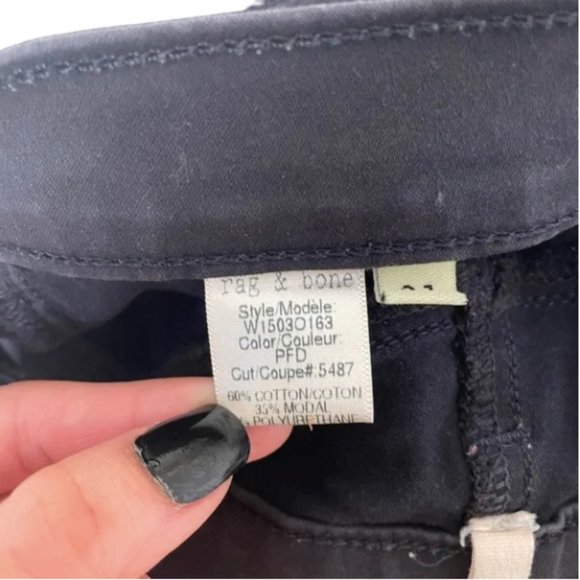 rag & bone
Style/Modèle:
W1503O163
Color/Couleur:
PFD
Cut/Coupe#:5487
60% COTTON/COTON
35% MODAL
% POLYURETHANE